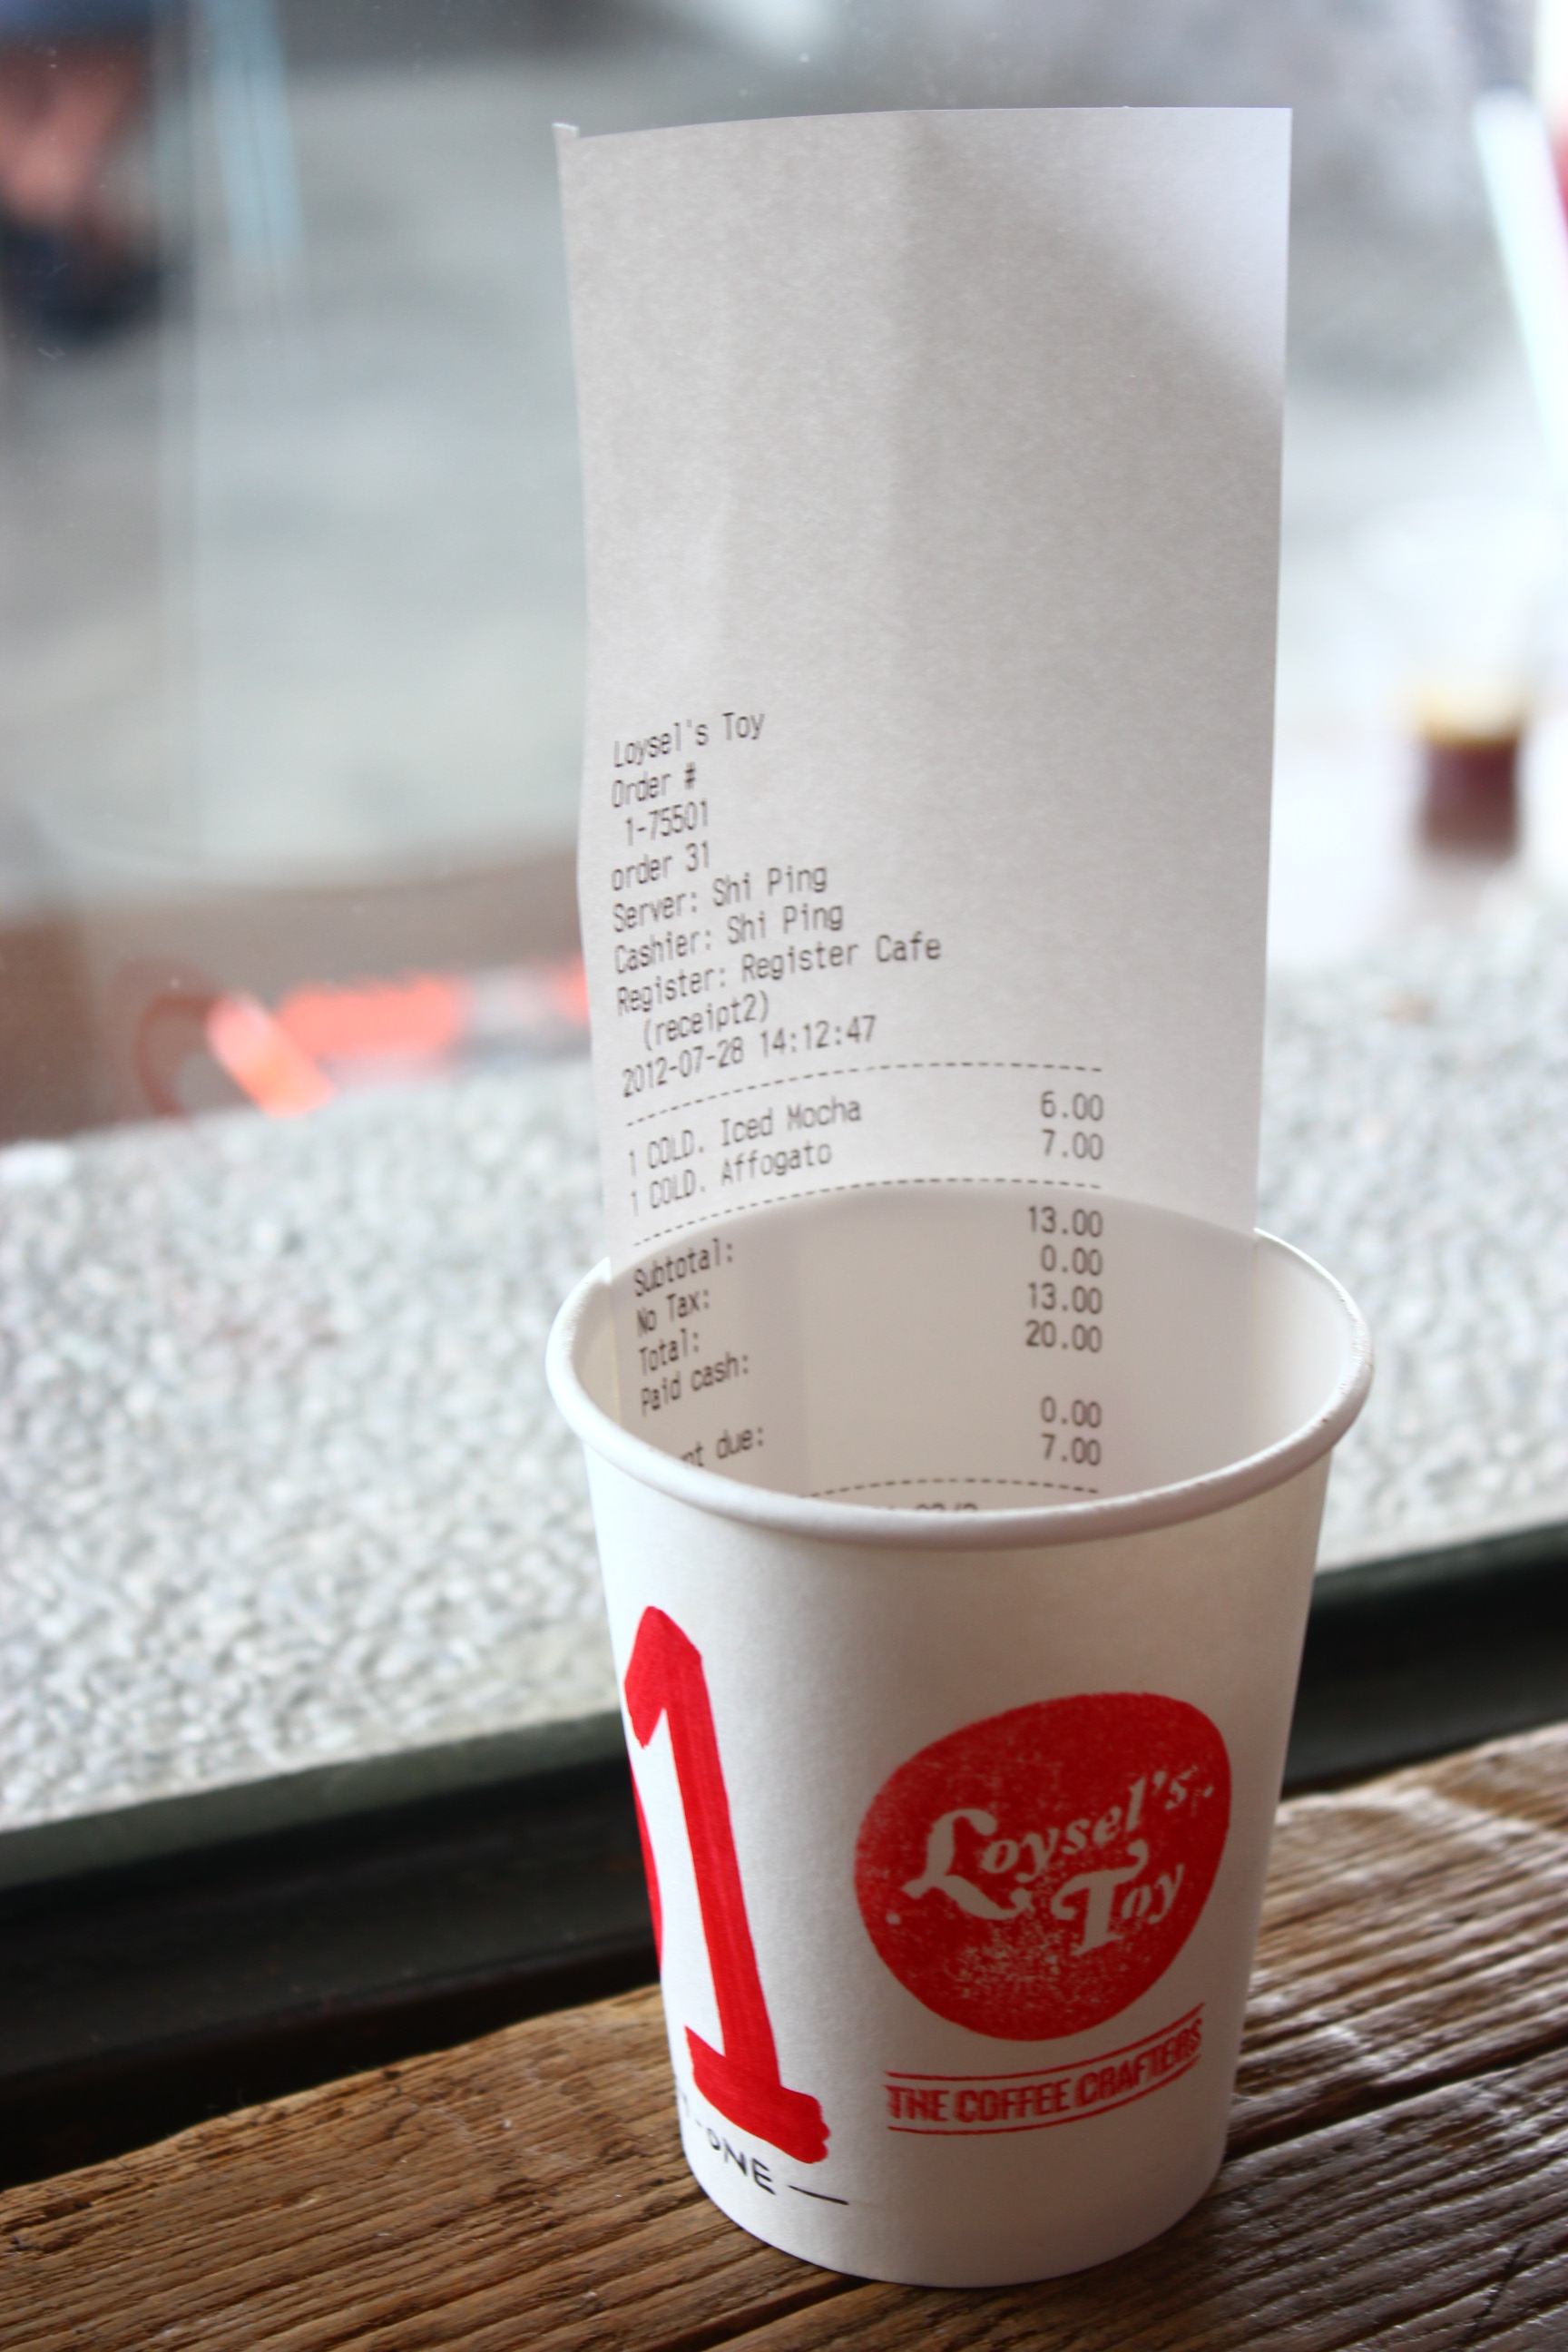 Loysel's Toy
Order #
1-75501
order 31
Server: Shi Ping
Cashier: Shi Ping
Register: Register Cafe
(receipt2)
2012-07-28 14:12:47
1 COLD. Iced Mocha 6.00
1 COLD. Affogato 7.00
Subtotal: 13.00
No Tax: 0.00
Total: 13.00
Paid cash: 20.00
due: 0.00
7.00
1
-ONE—
Loysel's
Toy
THE COFFEE CRAFTERS